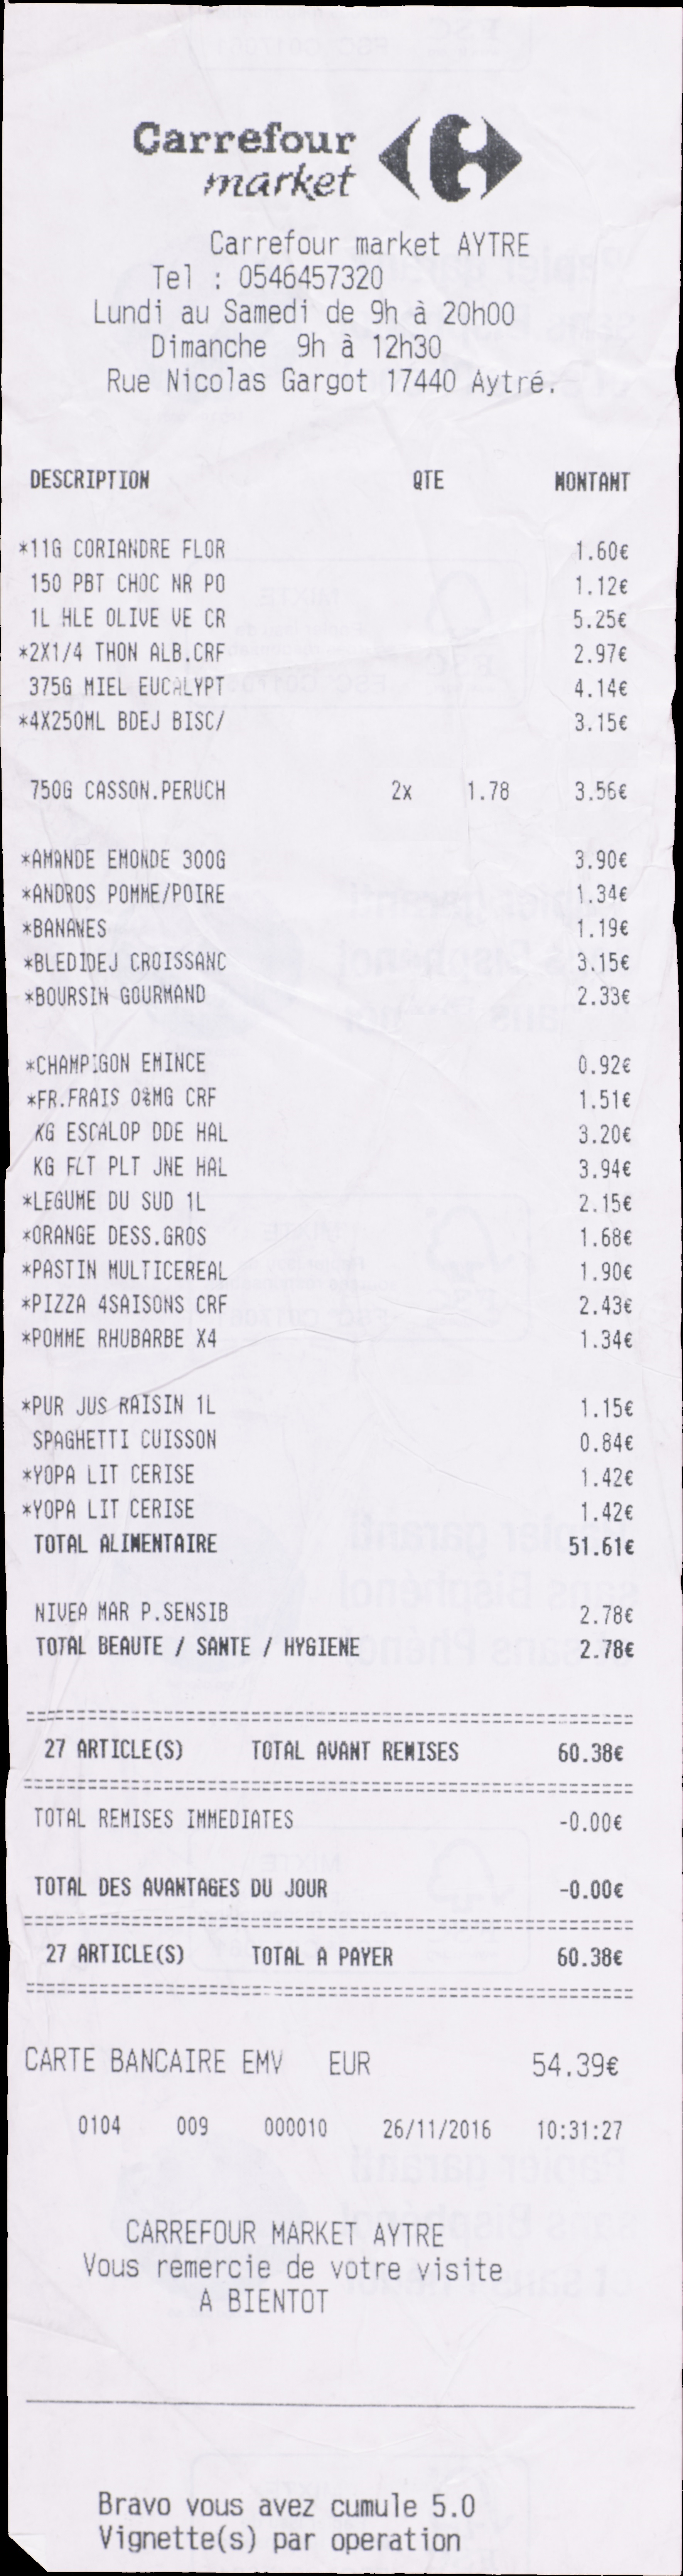 Carrefour
market
Carrefour market AYTRE
Tel : 0546457320
Lundi au Samedi de 9h à 20h00
Dimanche 9h à 12h30
Rue Nicolas Gargot 17440 Aytré.
DESCRIPTION QTE MONTANT
*11G CORIANDRE FLOR 1.60€
150 PBT CHOC NR PO 1.12€
1L HLE OLIVE VE CR 5.25€
*2X1/4 THON ALB.CRF 2.97€
375G MIEL EUCALYPT 4.14€
*4X250ML BDEJ BISC/ 3.15€
750G CASSON.PERUCH 2x 1.78 3.56€
*AMANDE EMONDE 300G 3.90€
*ANDROS POMME/POIRE 1.34€
*BANANES 1.19€
*BLEDIDEJ CROISSANC 3.15€
*BOURSIN GOURMAND 2.33€
*CHAMPIGON EMINCE 0.92€
*FR.FRAIS 0%MG CRF 1.51€
KG ESCALOP DDE HAL 3.20€
KG FLT PLT JNE HAL 3.94€
*LEGUME DU SUD 1L 2.15€
*ORANGE DESS.GROS 1.68€
*PASTIN MULTICEREAL 1.90€
*PIZZA 4SAISONS CRF 2.43€
*POMME RHUBARBE X4 1.34€
*PUR JUS RAISIN 1L 1.15€
SPAGHETTI CUISSON 0.84€
*YOPA LIT CERISE 1.42€
*YOPA LIT CERISE 1.42€
TOTAL ALIMENTAIRE 51.61€
NIVEA MAR P.SENSIB 2.78€
TOTAL BEAUTE / SANTE / HYGIENE 2.78€
27 ARTICLE(S) TOTAL AVANT REMISES 60.38€
TOTAL REMISES IMMEDIATES -0.00€
TOTAL DES AVANTAGES DU JOUR -0.00€
27 ARTICLE(S) TOTAL A PAYER 60.38€
CARTE BANCAIRE EMV EUR 54.39€
0104 009 000010 26/11/2016 10:31:27
CARREFOUR MARKET AYTRE
Vous remercie de votre visite
A BIENTOT
Bravo vous avez cumule 5.0
Vignette(s) par operation